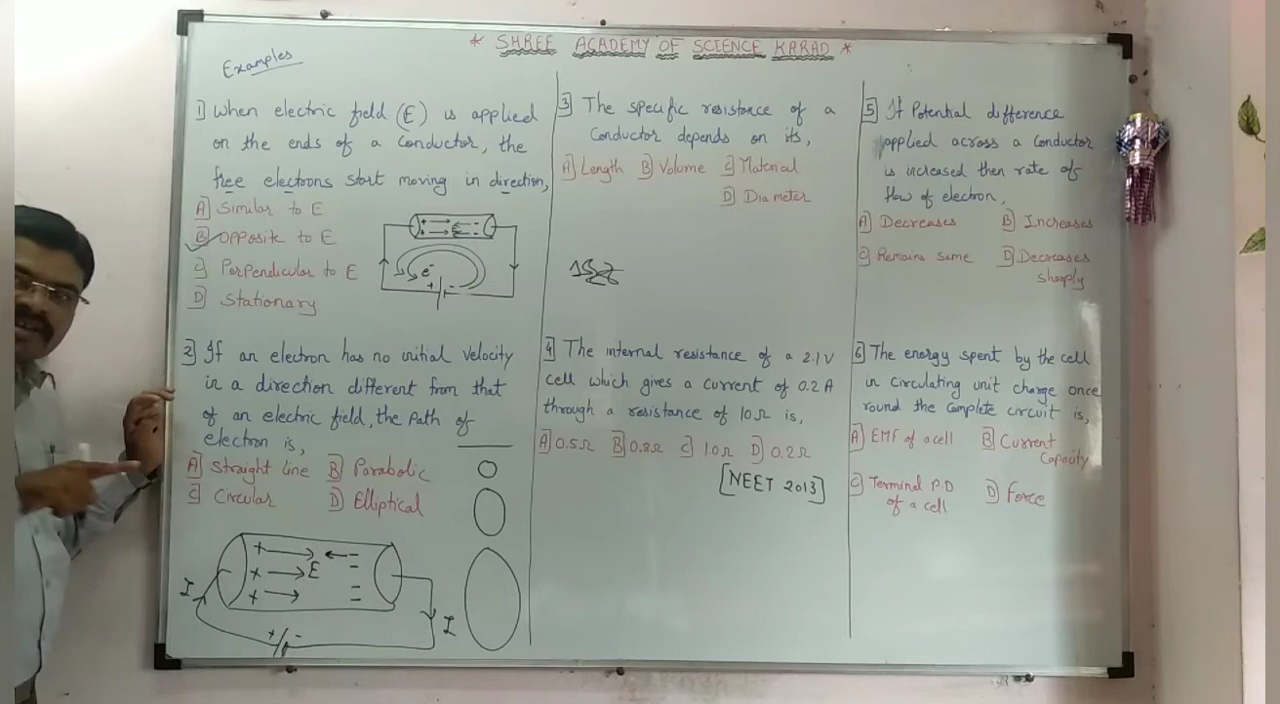 * SHREE ACADEMY OF SCIENCE KARAD *
Examples
1] When electric field (E) is applied
on the ends of a conductor, the
free electrons start moving in direction,
A] Similar to E
B] Opposite to E
C] Perpendicular to E
D] Stationary
+ - E
e-
+ -
2] If an electron has no initial velocity
in a direction different from that
of an electric field, the Path of
electron is,
A] Straight line B] Parabolic
C] Circular D] Elliptical
+ -
+ E -
+ -
I
I
+ -
3] The specific resistance of a
Conductor depends on its,
A] Length B] Volume C] Material
D] Diameter
4] The internal resistance of a 2.1V
cell which gives a current of 0.2 A
through a resistance of 10Ω is,
A] 0.5Ω B] 0.8Ω C] 1.0Ω D] 0.2Ω
[NEET 2013]
5] If Potential difference
applied across a conductor
is increased then rate of
flow of electron,
A] Decreases B] Increases
C] Remains same D] Decreases
sharply
6] The energy spent by the cell
in circulating unit charge once
round the complete circuit is,
A] EMF of a cell B] Current
Capacity
C] Terminal P.D D] Force
of a cell